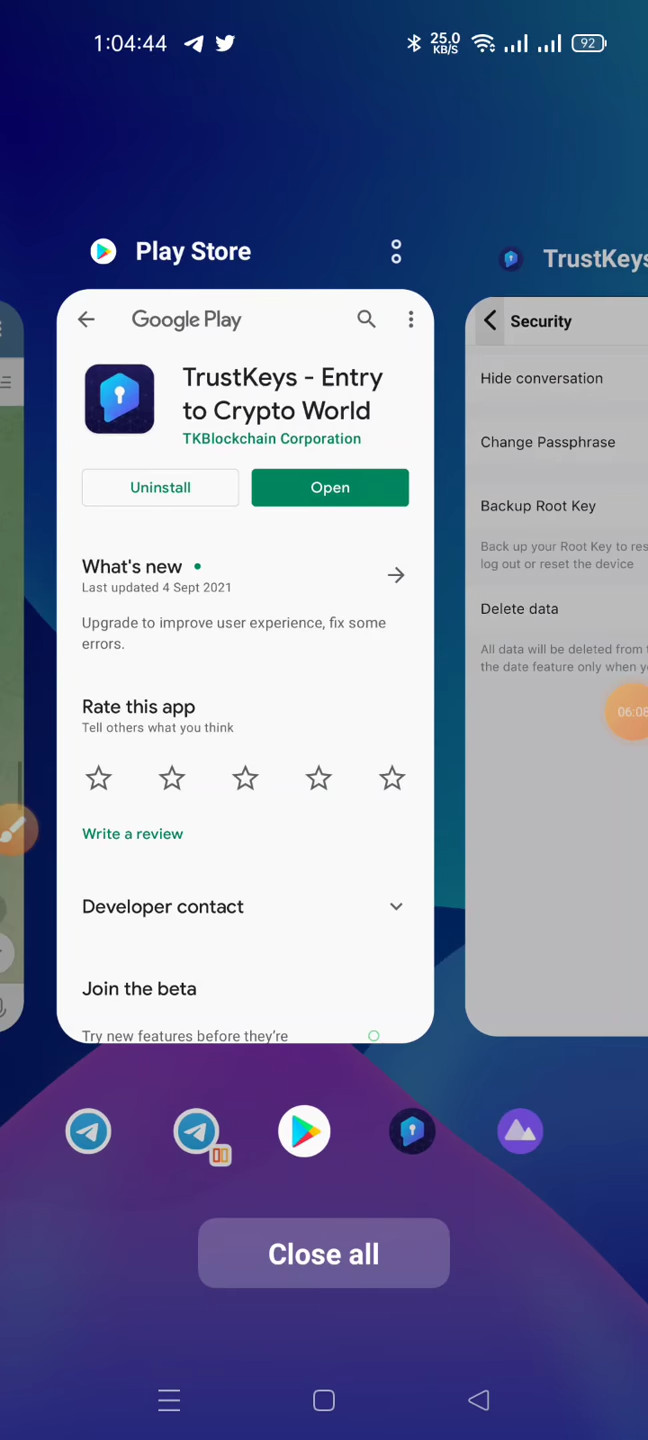 1:04:44
25.0
KB/S
92
Play Store
TrustKeys
Google Play
TrustKeys - Entry
to Crypto World
TKBlockchain Corporation
Uninstall
Open
What's new
Last updated 4 Sept 2021
Upgrade to improve user experience, fix some
errors.
Rate this app
Tell others what you think
Write a review
Developer contact
Join the beta
Try new features before they're
Security
Hide conversation
Change Passphrase
Backup Root Key
Back up your Root Key to res
log out or reset the device
Delete data
All data will be deleted from t
the date feature only when y
06:08
Close all